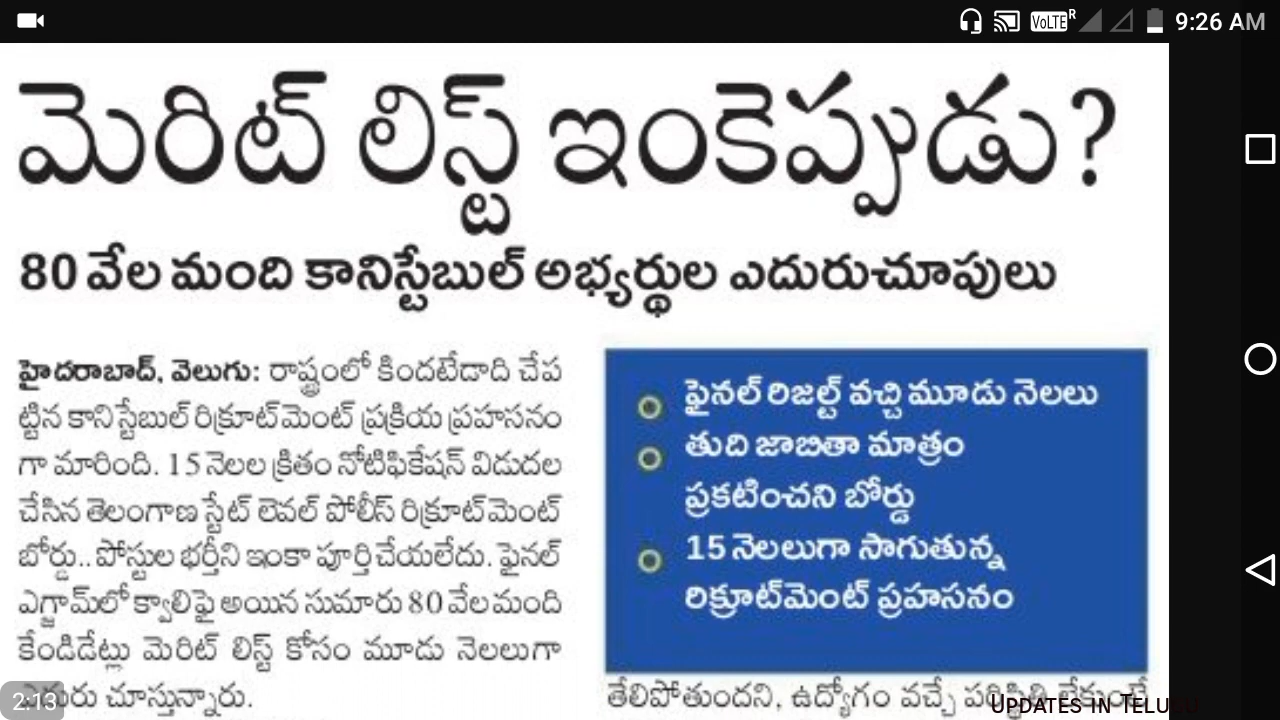 VoLTE R 9:26 AM
మెరిట్ లిస్ట్ ఇంకెప్పుడు?
80 వేల మంది కానిస్టేబుల్ అభ్యర్థుల ఎదురుచూపులు
హైదరాబాద్, వెలుగు: రాష్ట్రంలో కిందటేడాది చేప
ట్టిన కానిస్టేబుల్ రిక్రూట్‌మెంట్ ప్రక్రియ ప్రహసనం
గా మారింది. 15 నెలల క్రితం నోటిఫికేషన్ విడుదల
చేసిన తెలంగాణ స్టేట్ లెవల్ పోలీస్ రిక్రూట్‌మెంట్
బోర్డు.. పోస్టుల భర్తీని ఇంకా పూర్తి చేయలేదు. ఫైనల్
ఎగ్జామ్‌లో క్వాలిఫై అయిన సుమారు 80 వేలమంది
కేండిడేట్లు మెరిట్ లిస్ట్ కోసం మూడు నెలలుగా
చూస్తున్నారు.
2:13
ఫైనల్ రిజల్ట్ వచ్చి మూడు నెలలు
తుది జాబితా మాత్రం
ప్రకటించని బోర్డు
15 నెలలుగా సాగుతున్న
రిక్రూట్‌మెంట్ ప్రహసనం
తేలిపోతుందని, ఉద్యోగం వచ్చే పరిస్థితి లేకుంటే
UPDATES IN TELUGU